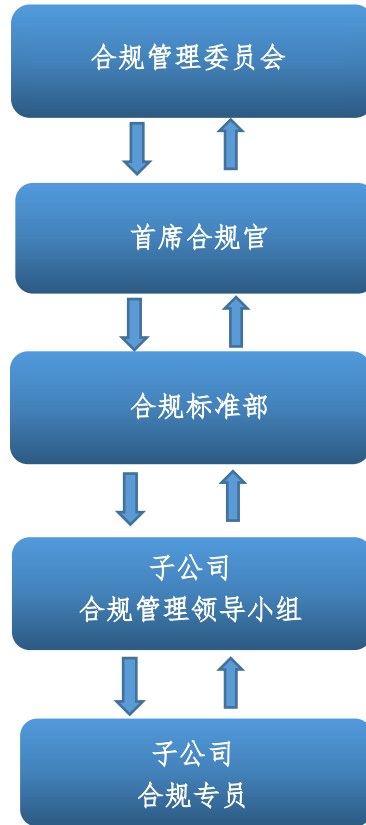 合规管理委员会
首席合规官
合规标准部
子公司
合规管理领导小组
子公司
合规专员